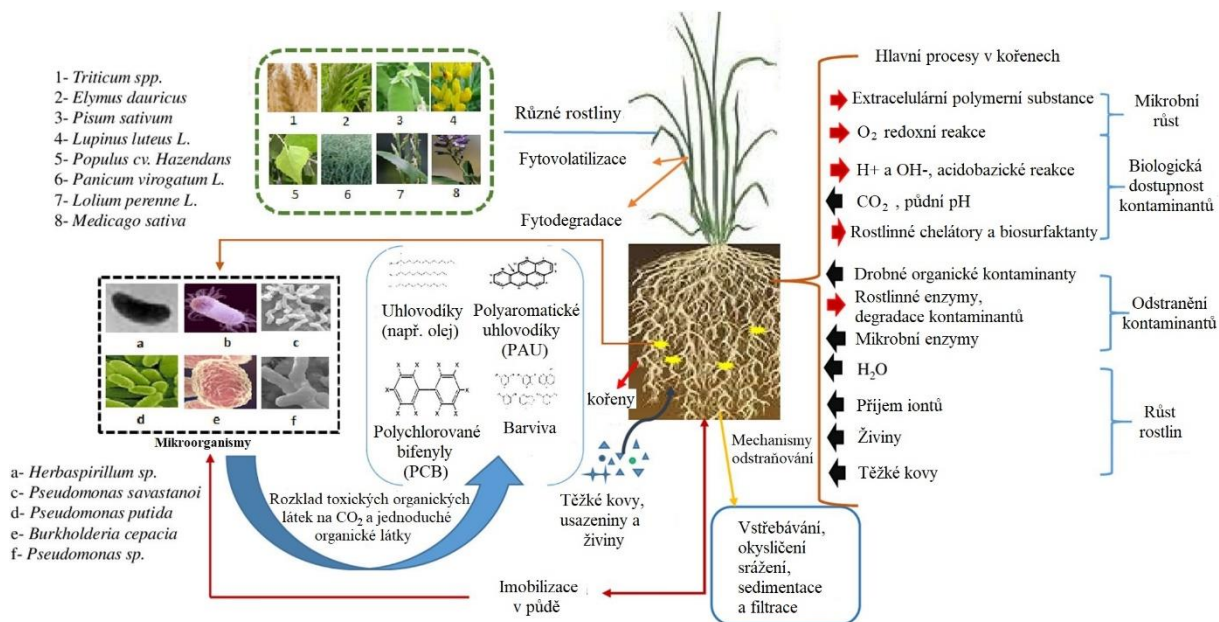 1- Triticum spp.
2- Elymus dauricus
3- Pisum sativum
4- Lupinus luteus L.
5- Populus cv. Hazendans
6- Panicum virogatum L.
7- Lolium perenne L.
8- Medicago sativa
1
2
3
4
5
6
7
8
Různé rostliny
Fytovolatilizace
Fytodegradace
Hlavní procesy v kořenech
Extracelulární polymerní substance
O₂ redoxní reakce
H+ a OH-, acidobazické reakce
CO₂ , půdní pH
Rostlinné chelátory a biosurfaktanty
Drobné organické kontaminanty
Rostlinné enzymy,
degradace kontaminantů
Mikrobní enzymy
H₂O
Příjem iontů
Živiny
Těžké kovy
Mikrobní
růst
Biologická
dostupnost
kontaminantů
Odstranění
kontaminantů
Růst
rostlin
a
b
c
d
e
f
Mikroorganismy
a- Herbaspirillum sp.
c- Pseudomonas savastanoi
d- Pseudomonas putida
e- Burkholderia cepacia
f- Pseudomonas sp.
Uhlovodíky
(např. olej)
Polyaromatické
uhlovodíky
(PAU)
X X X X
X X
X X X X
Polychlorované
bifenyly
(PCB)
Barviva
Rozklad toxických organických
látek na CO₂ a jednoduché
organické látky
kořeny
Těžké kovy,
usazeniny a
živiny
Mechanismy
odstraňování
Vstřebávání,
okysličení
srážení,
sedimentace
a filtrace
Imobilizace
v půdě